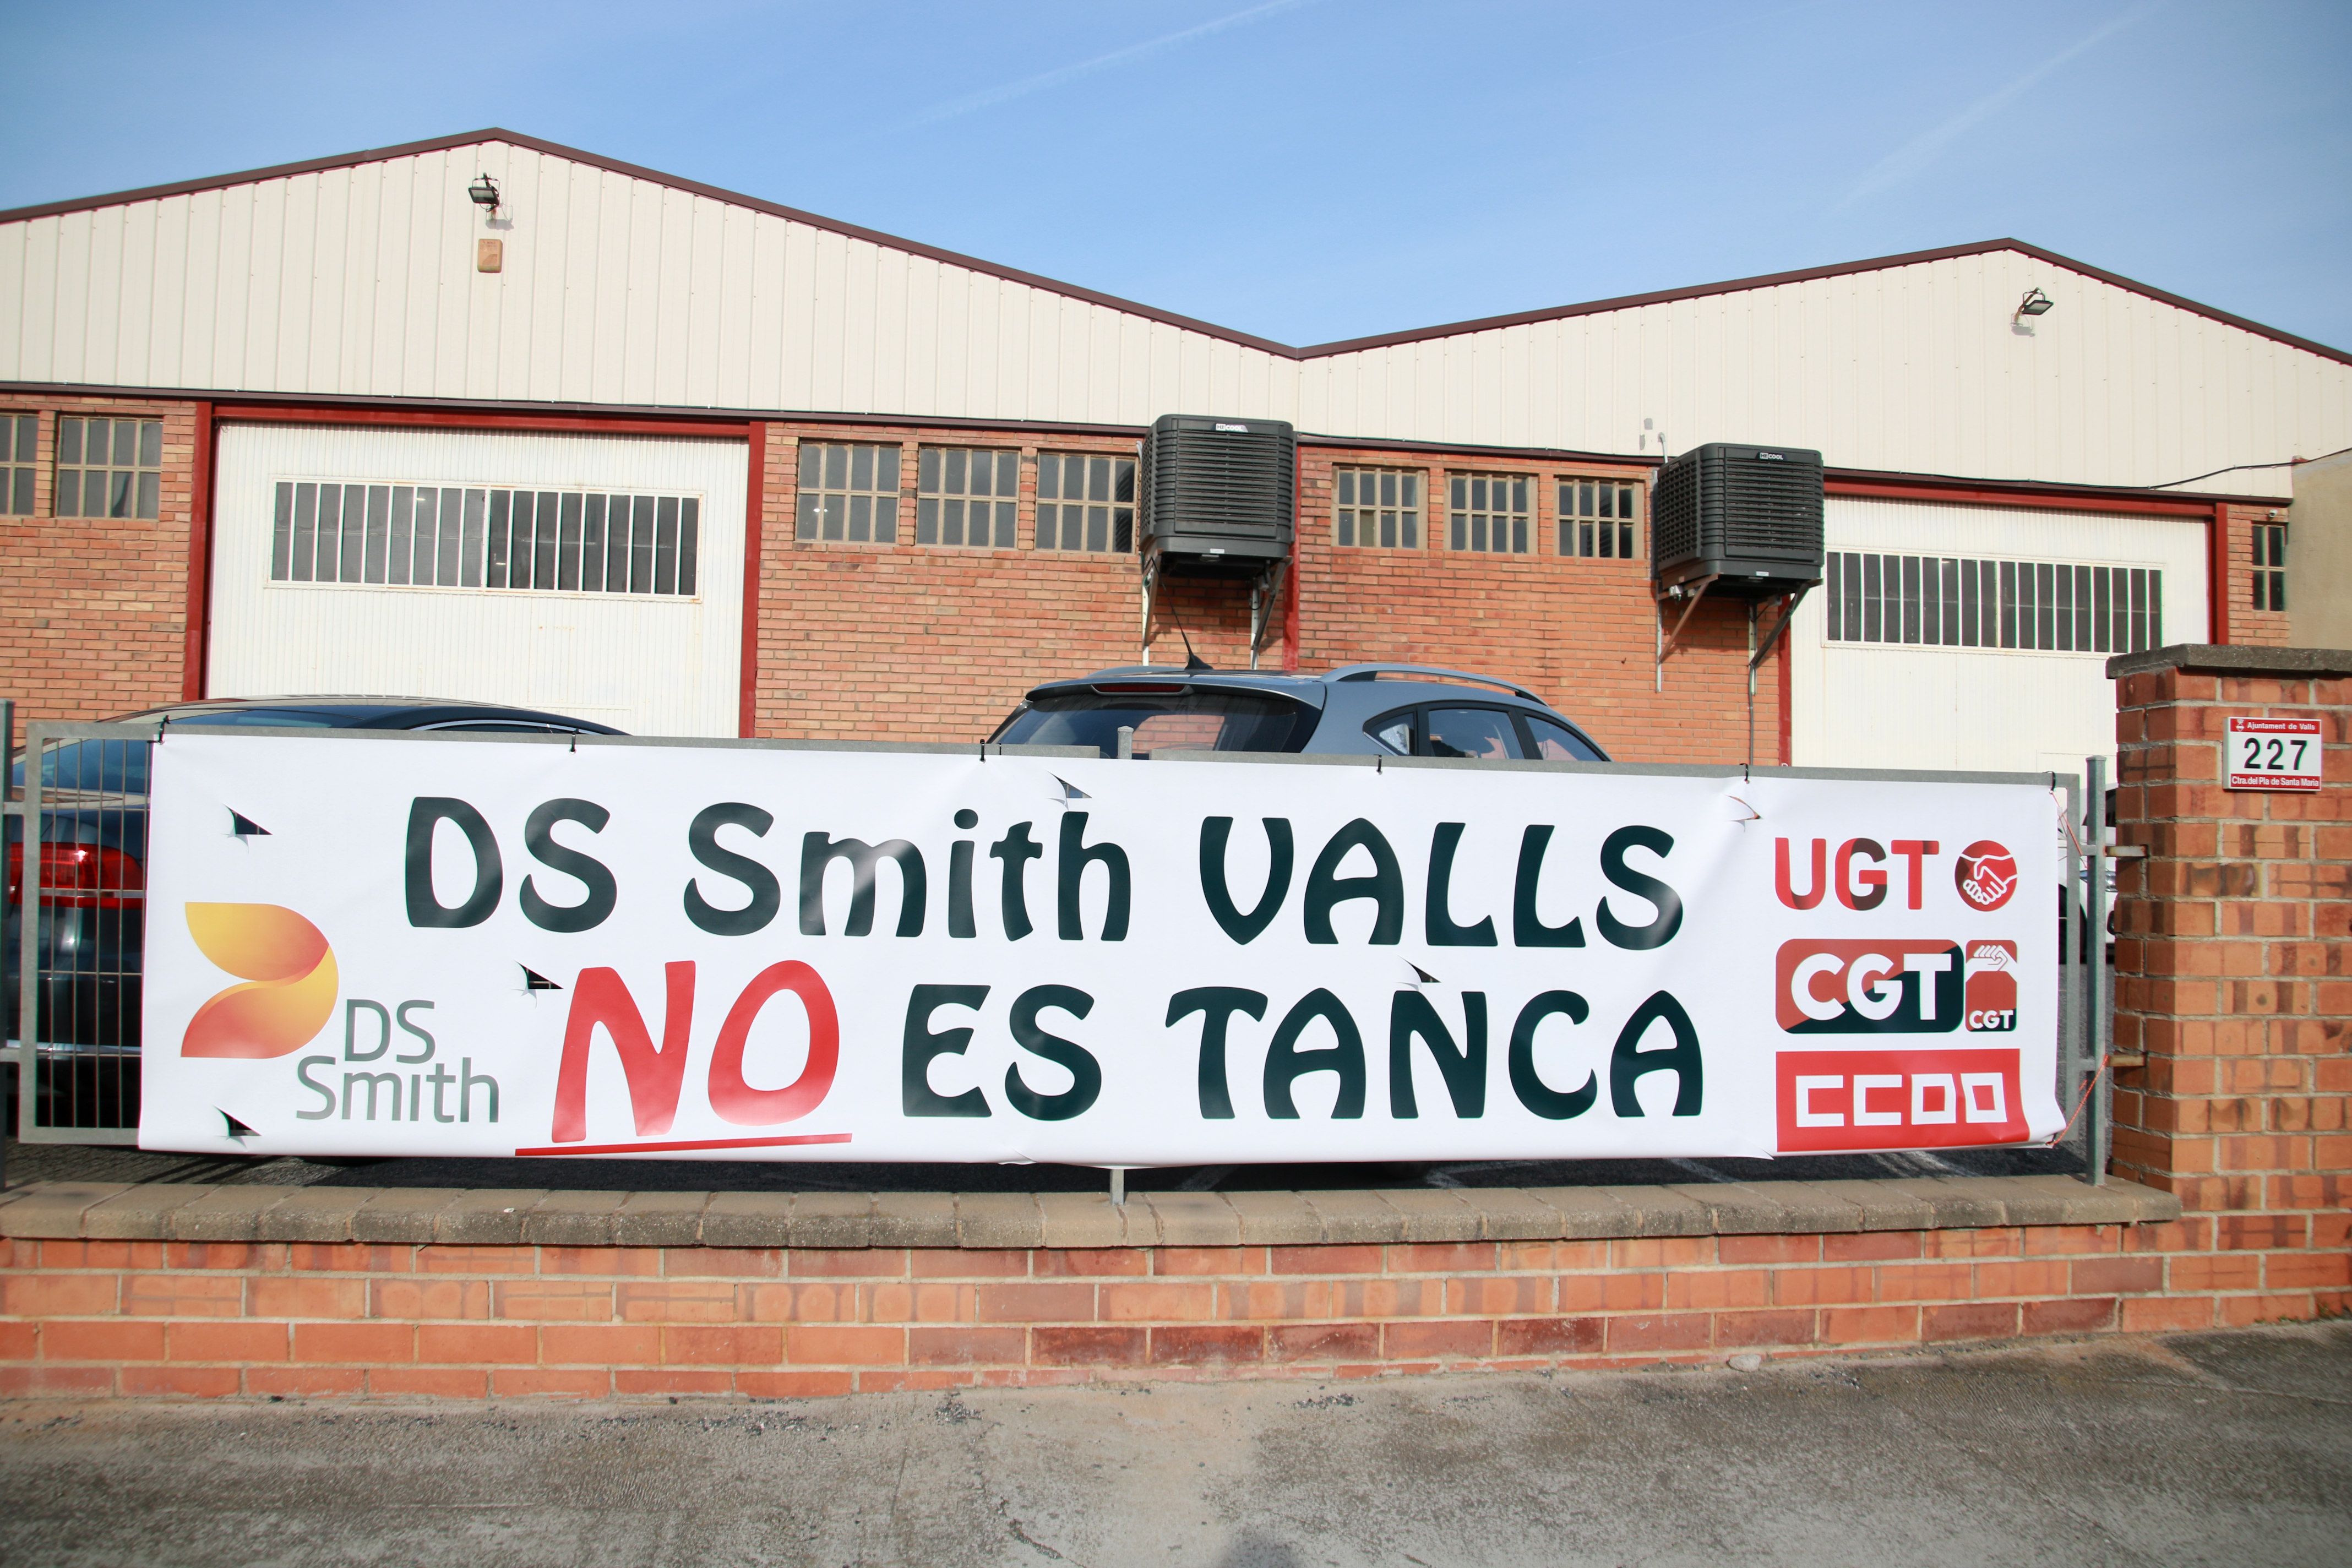 DS Smith VALLS
NO ES TANCA
DS
Smith
UGT
CGT
CGT
CCOO
Ajuntament de Valls
227
Ctra.del Pla de Santa Maria
COOL